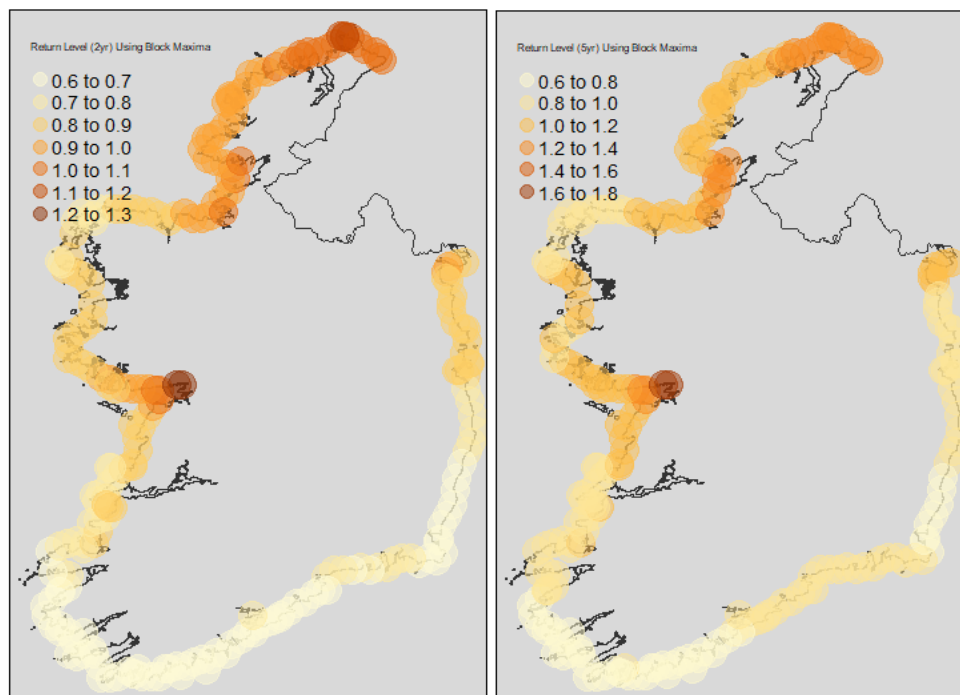 Return Level (2yr) Using Block Maxima
0.6 to 0.7
0.7 to 0.8
0.8 to 0.9
0.9 to 1.0
1.0 to 1.1
1.1 to 1.2
1.2 to 1.3
Return Level (5yr) Using Block Maxima
0.6 to 0.8
0.8 to 1.0
1.0 to 1.2
1.2 to 1.4
1.4 to 1.6
1.6 to 1.8